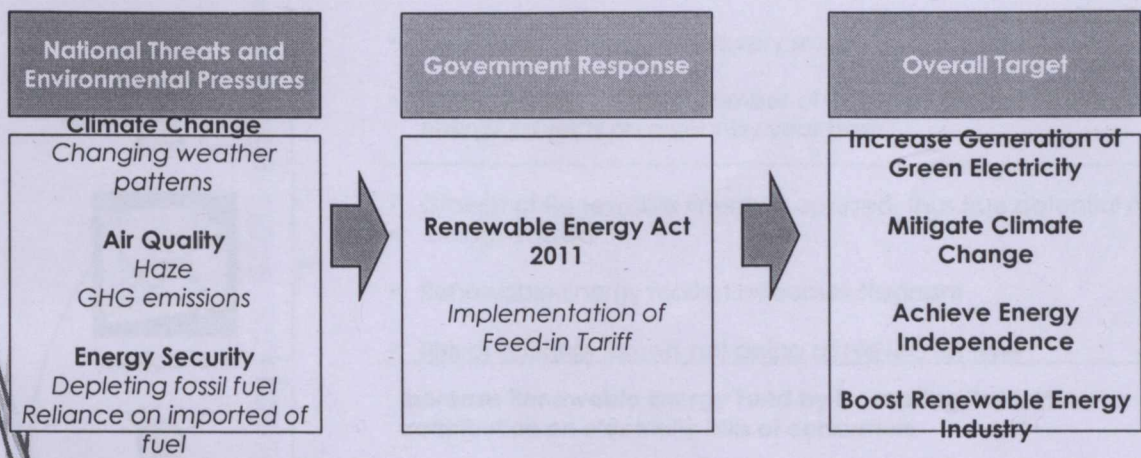 National Threats and
Environmental Pressures
Climate Change
Changing weather
patterns
Air Quality
Haze
GHG emissions
Energy Security
Depleting fossil fuel
Reliance on imported of
fuel
Government Response
Renewable Energy Act
2011
Implementation of
Feed-in Tariff
Overall Target
Increase Generation of
Green Electricity
Mitigate Climate
Change
Achieve Energy
Independence
Boost Renewable Energy
Industry